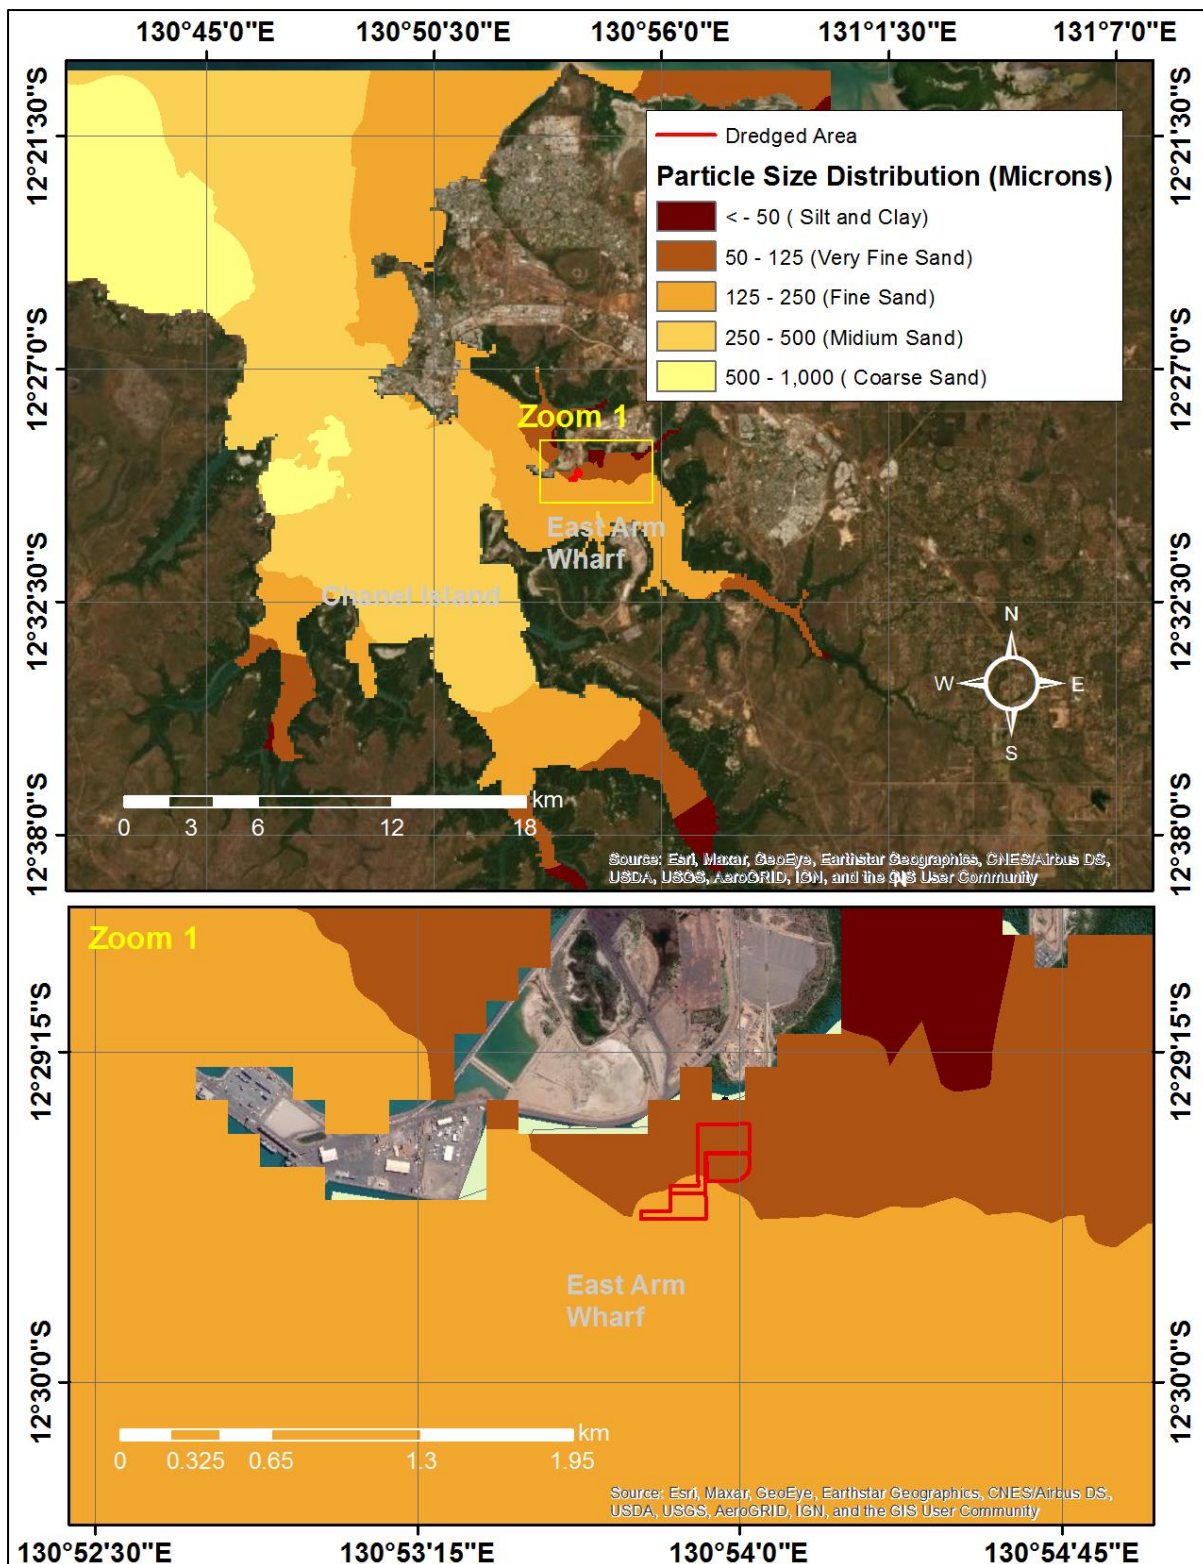 130°45'0"E 130°50'30"E 130°56'0"E 131°1'30"E 131°7'0"E
12°21'30"S
12°27'0"S
12°32'30"S
12°38'0"S
12°21'30"S
12°27'0"S
12°32'30"S
12°38'0"S
Dredged Area
Particle Size Distribution (Microns)
< - 50 ( Silt and Clay)
50 - 125 (Very Fine Sand)
125 - 250 (Fine Sand)
250 - 500 (Midium Sand)
500 - 1,000 ( Coarse Sand)
Zoom 1
East Arm
Wharf
Chanel Island
N
W E
S
km
0 3 6 12 18
Source: Esri, Maxar, GeoEye, Earthstar Geographics, CNES/Airbus DS,
USDA, USGS, AeroGRID, IGN, and the GIS User Community
N
Zoom 1
12°29'15"S
12°30'0"S
12°29'15"S
12°30'0"S
East Arm
Wharf
km
0 0.325 0.65 1.3 1.95
Source: Esri, Maxar, GeoEye, Earthstar Geographics, CNES/Airbus DS,
USDA, USGS, AeroGRID, IGN, and the GIS User Community
130°52'30"E 130°53'15"E 130°54'0"E 130°54'45"E